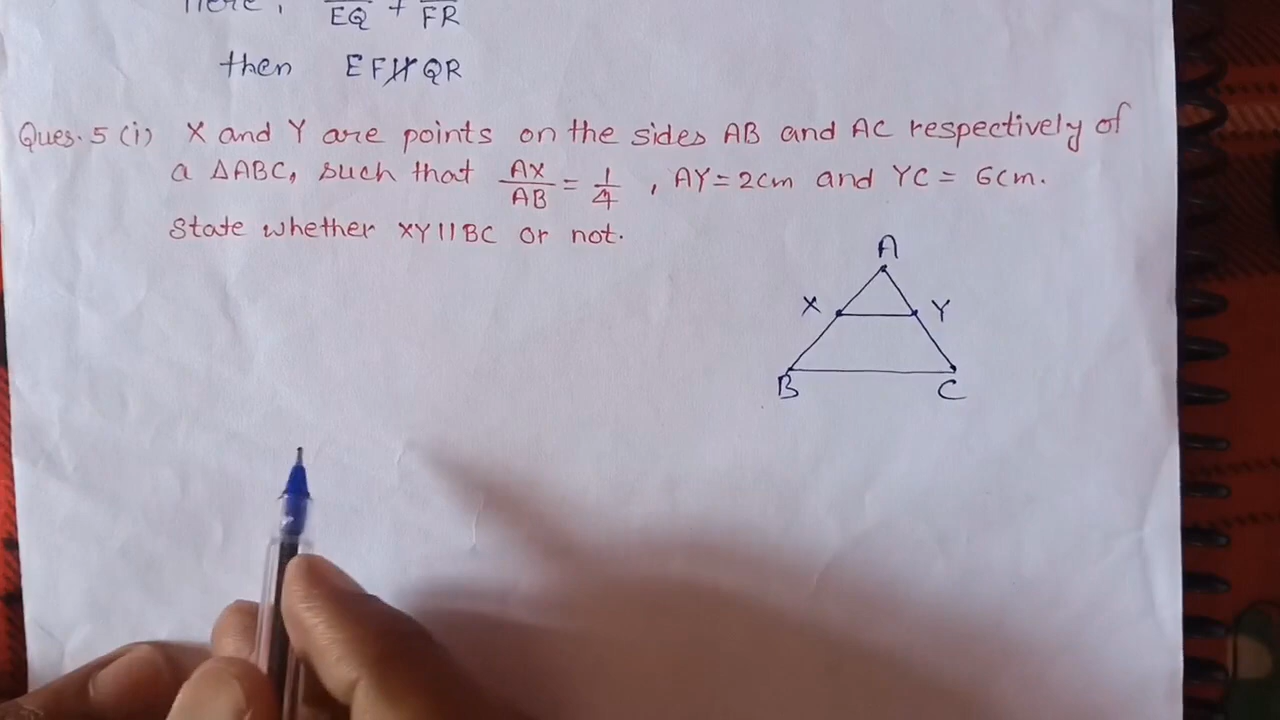 Here, EQ ≠ FR
then EF ∦ QR
Ques. 5 (i) X and Y are points on the sides AB and AC respectively of
a ΔABC, such that AX/AB = 1/4, AY = 2cm and YC = 6cm.
State whether XY || BC or not.
A
X Y
B C